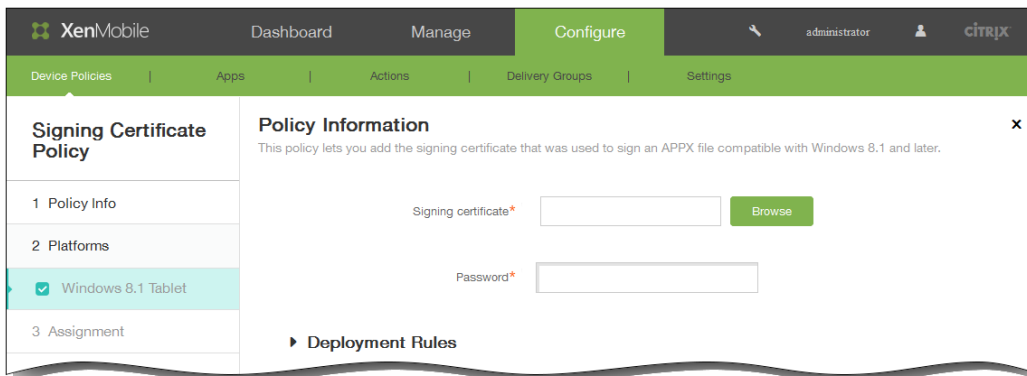 XenMobile Dashboard Manage Configure administrator CİTRIX
Device Policies | Apps | Actions | Delivery Groups | Settings
Signing Certificate
Policy
1 Policy Info
2 Platforms
Windows 8.1 Tablet
3 Assignment
Policy Information
This policy lets you add the signing certificate that was used to sign an APPX file compatible with Windows 8.1 and later.
Signing certificate* Browse
Password*
Deployment Rules